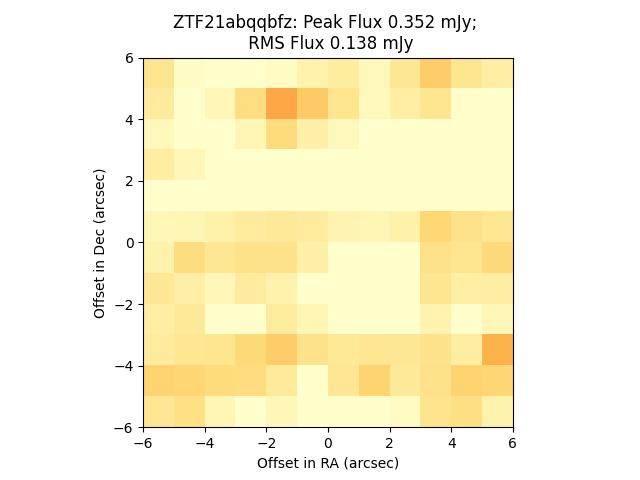 ZTF21abqqbfz: Peak Flux 0.352 mJy;
RMS Flux 0.138 mJy
6
4
2
0
−2
−4
−6
Offset in Dec (arcsec)
−6 −4 −2 0 2 4 6
Offset in RA (arcsec)